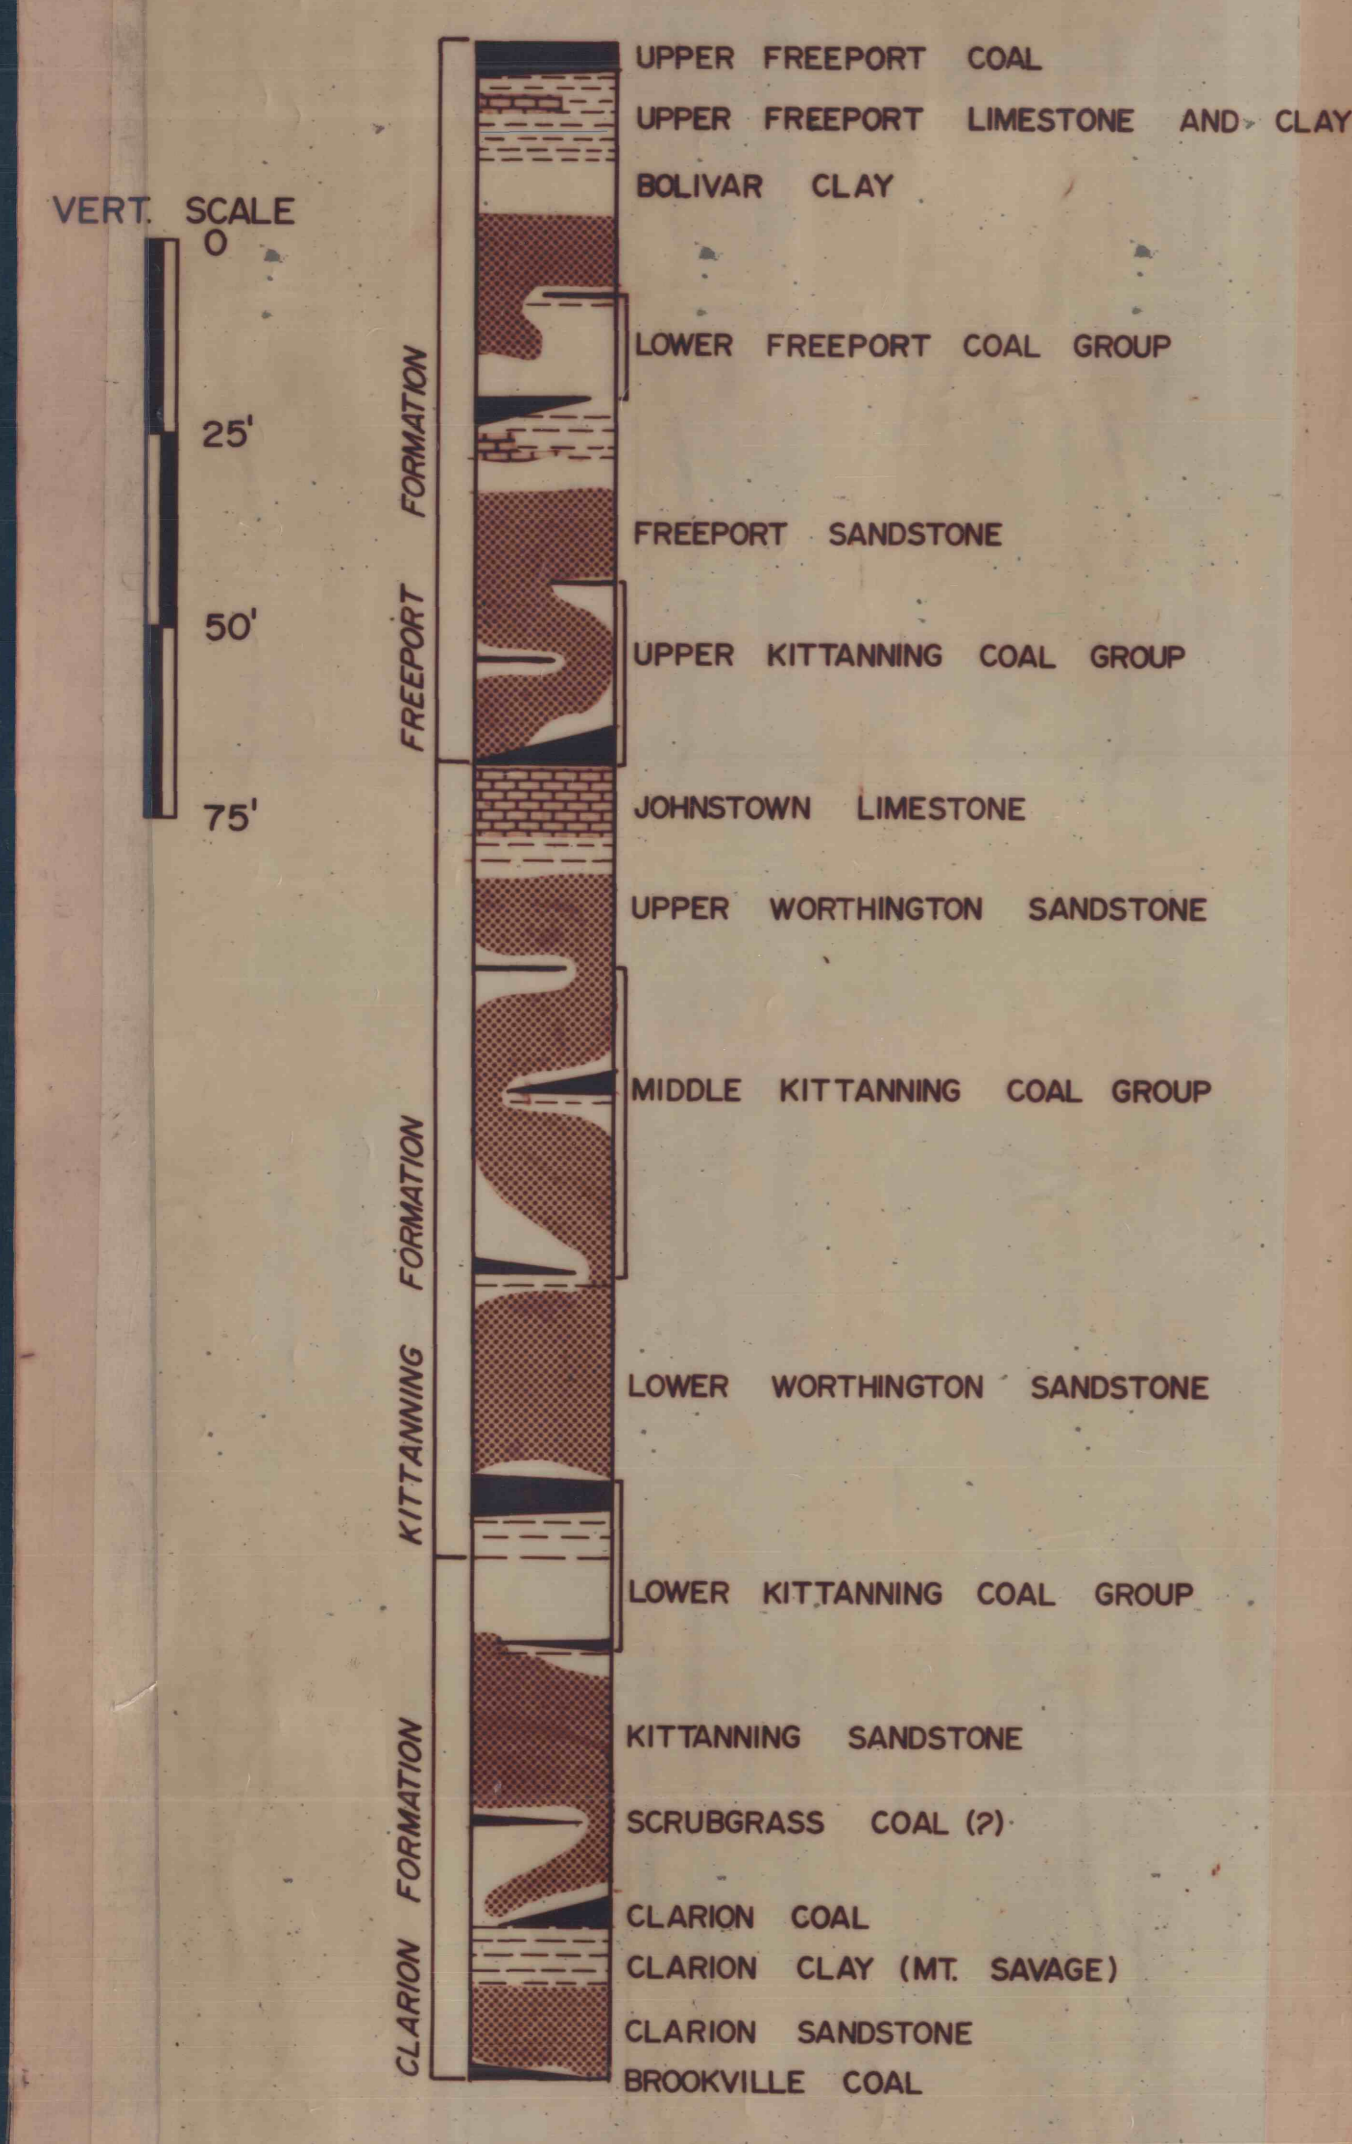 UPPER FREEPORT COAL
UPPER FREEPORT LIMESTONE AND CLAY
BOLIVAR CLAY
VERT. SCALE
0
25'
50'
75'
LOWER FREEPORT COAL GROUP
FREEPORT SANDSTONE
UPPER KITTANNING COAL GROUP
FREEPORT FORMATION
JOHNSTOWN LIMESTONE
UPPER WORTHINGTON SANDSTONE
MIDDLE KITTANNING COAL GROUP
LOWER WORTHINGTON SANDSTONE
KITTANNING FORMATION
LOWER KITTANNING COAL GROUP
KITTANNING SANDSTONE
SCRUBGRASS COAL (?)
CLARION COAL
CLARION CLAY (MT. SAVAGE)
CLARION SANDSTONE
BROOKVILLE COAL
CLARION FORMATION